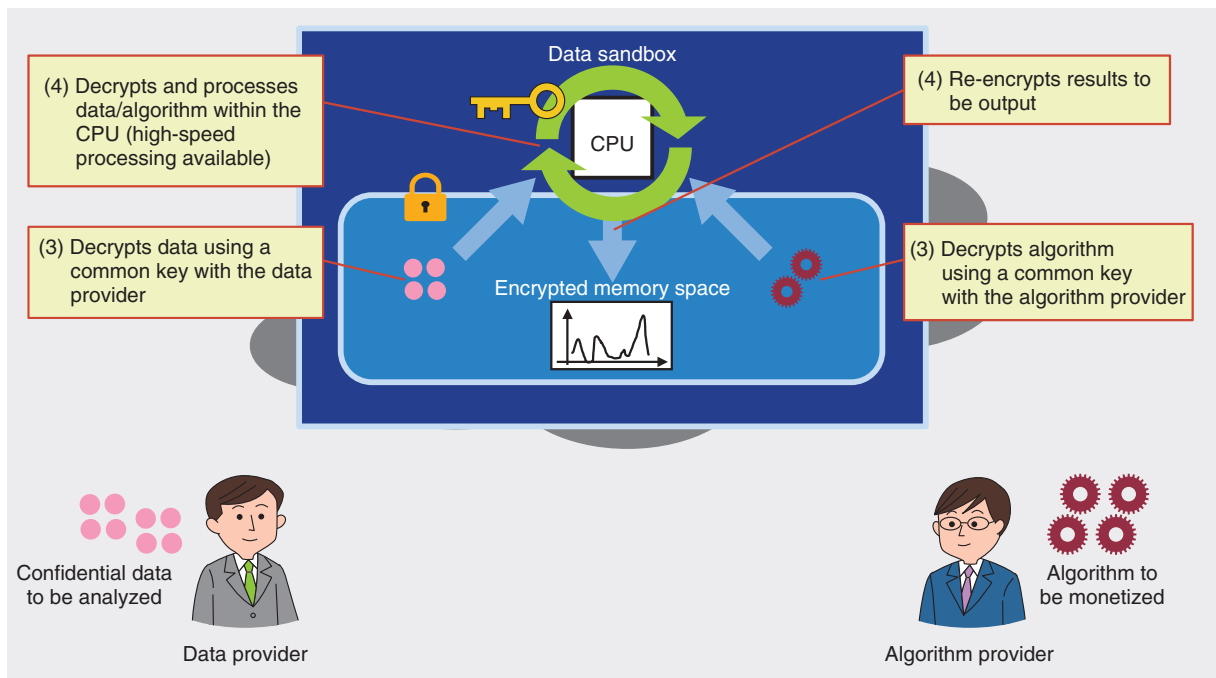 Data sandbox
(4) Decrypts and processes
data/algorithm within the
CPU (high-speed
processing available)
(4) Re-encrypts results to
be output
CPU
(3) Decrypts data using a
common key with the data
provider
(3) Decrypts algorithm
using a common key
with the algorithm provider
Encrypted memory space
Confidential data
to be analyzed
Data provider
Algorithm to
be monetized
Algorithm provider